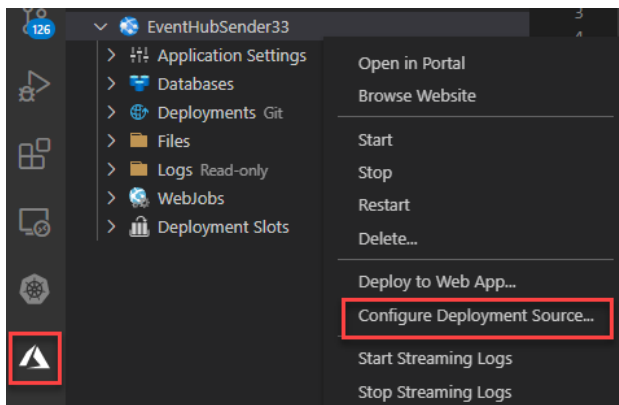 126
EventHubSender33
Application Settings
Databases
Deployments Git
Files
Logs Read-only
WebJobs
Deployment Slots
3
Open in Portal
Browse Website
Start
Stop
Restart
Delete...
Deploy to Web App...
Configure Deployment Source...
Start Streaming Logs
Stop Streaming Logs